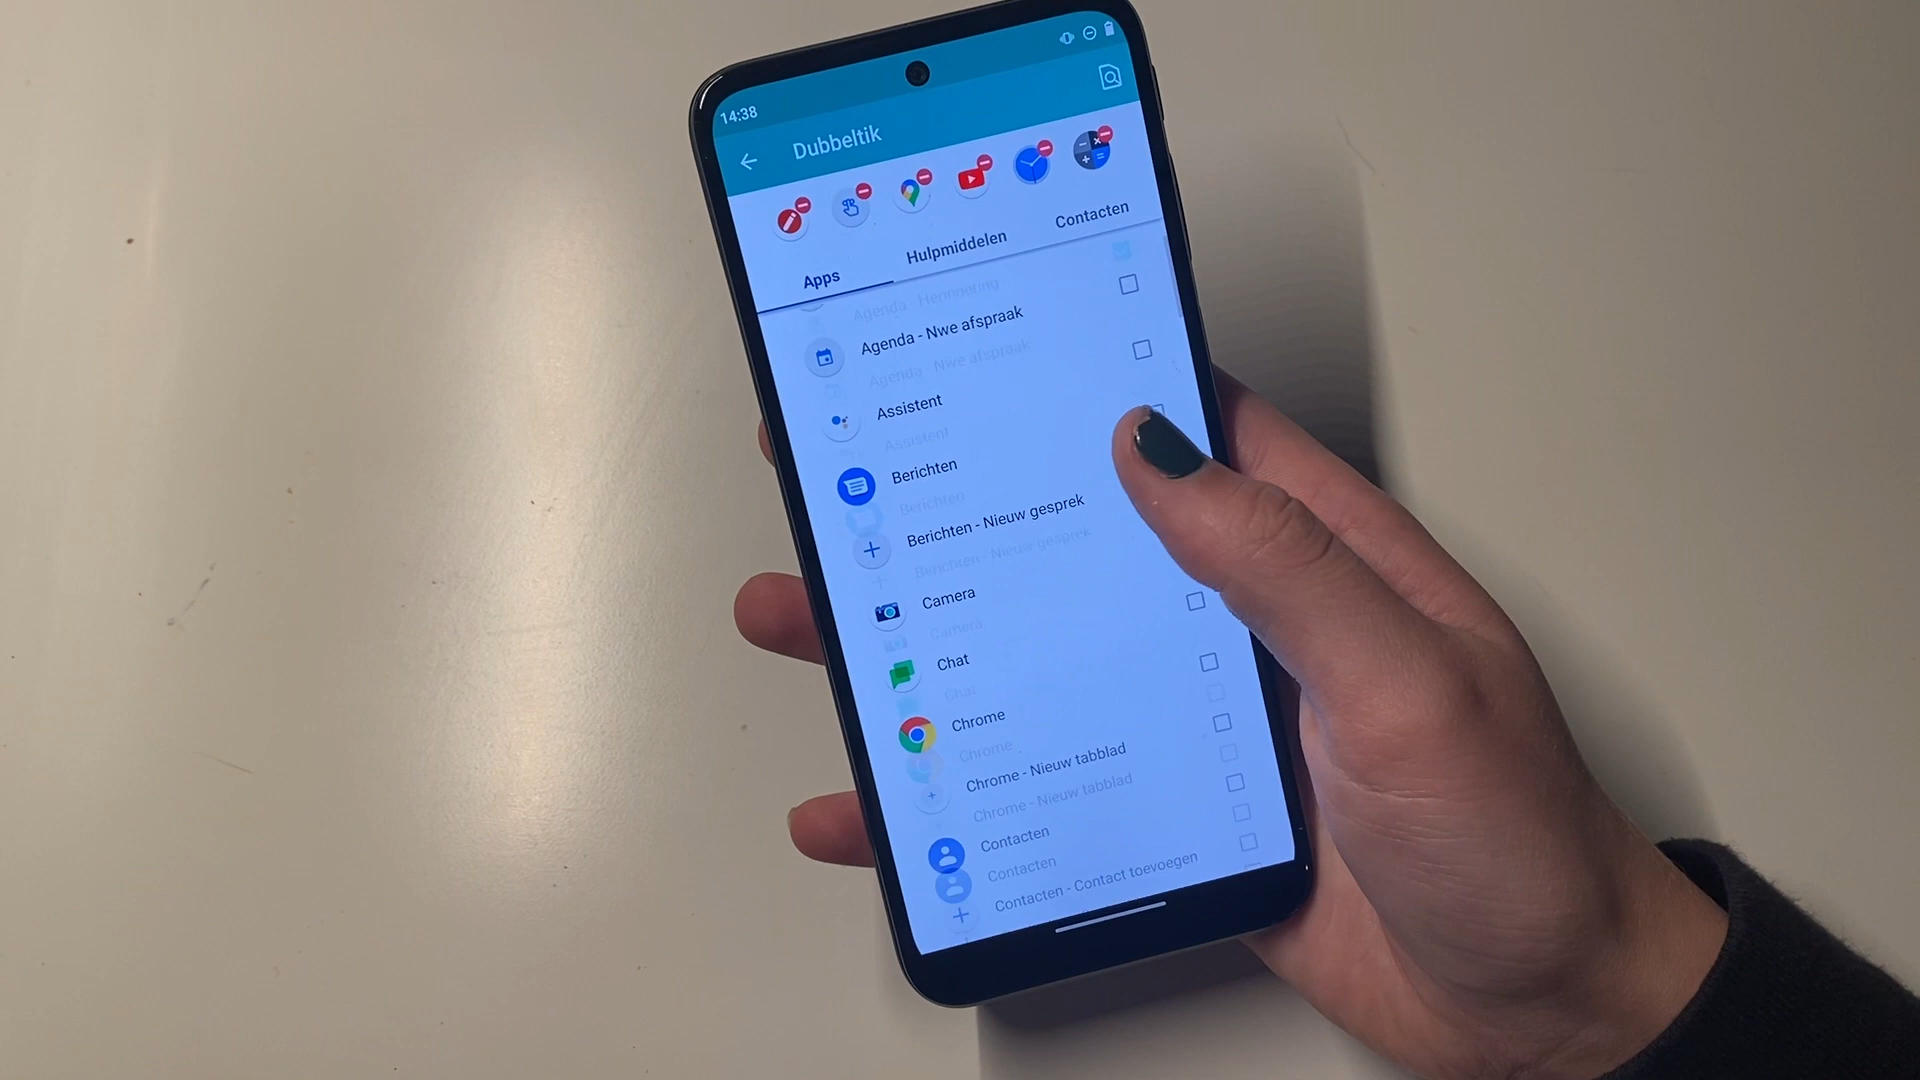 14:38
Dubbeltik
Apps
Hulpmiddelen
Contacten
Agenda - Herinnering
Agenda - Nwe afspraak
Agenda - Nwe afspraak
Assistent
Assistent
Berichten
Berichten
Berichten - Nieuw gesprek
Berichten - Nieuw gesprek
Camera
Camera
Chat
Chat
Chrome
Chrome
Chrome - Nieuw tabblad
Chrome - Nieuw tabblad
Contacten
Contacten
Contacten - Contact toevoegen